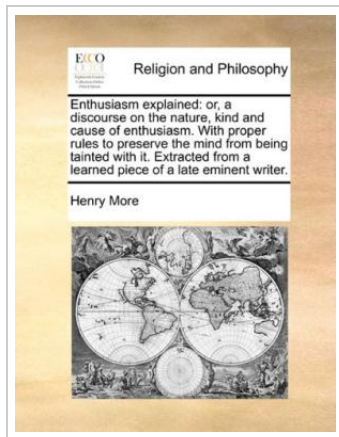 ECCO
Religion and Philosophy
Enthusiasm explained: or, a
discourse on the nature, kind and
cause of enthusiasm. With proper
rules to preserve the mind from being
tainted with it. Extracted from a
learned piece of a late eminent writer.
Henry More